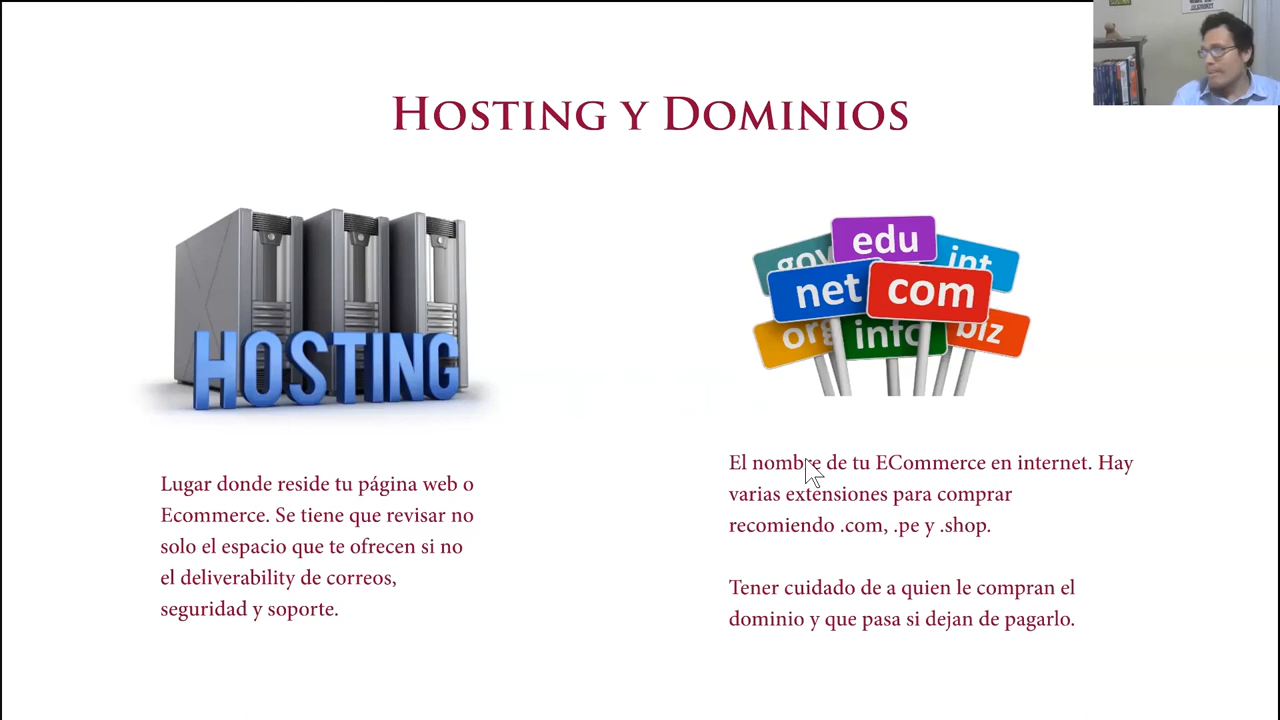 HOSTING Y DOMINIOS
HOSTING
gov
edu
int
net
com
org
info
biz
Lugar donde reside tu página web o
Ecommerce. Se tiene que revisar no
solo el espacio que te ofrecen si no
el deliverability de correos,
seguridad y soporte.
El nombre de tu ECommerce en internet. Hay
varias extensiones para comprar
recomiendo .com, .pe y .shop.
Tener cuidado de a quien le compran el
dominio y que pasa si dejan de pagarlo.